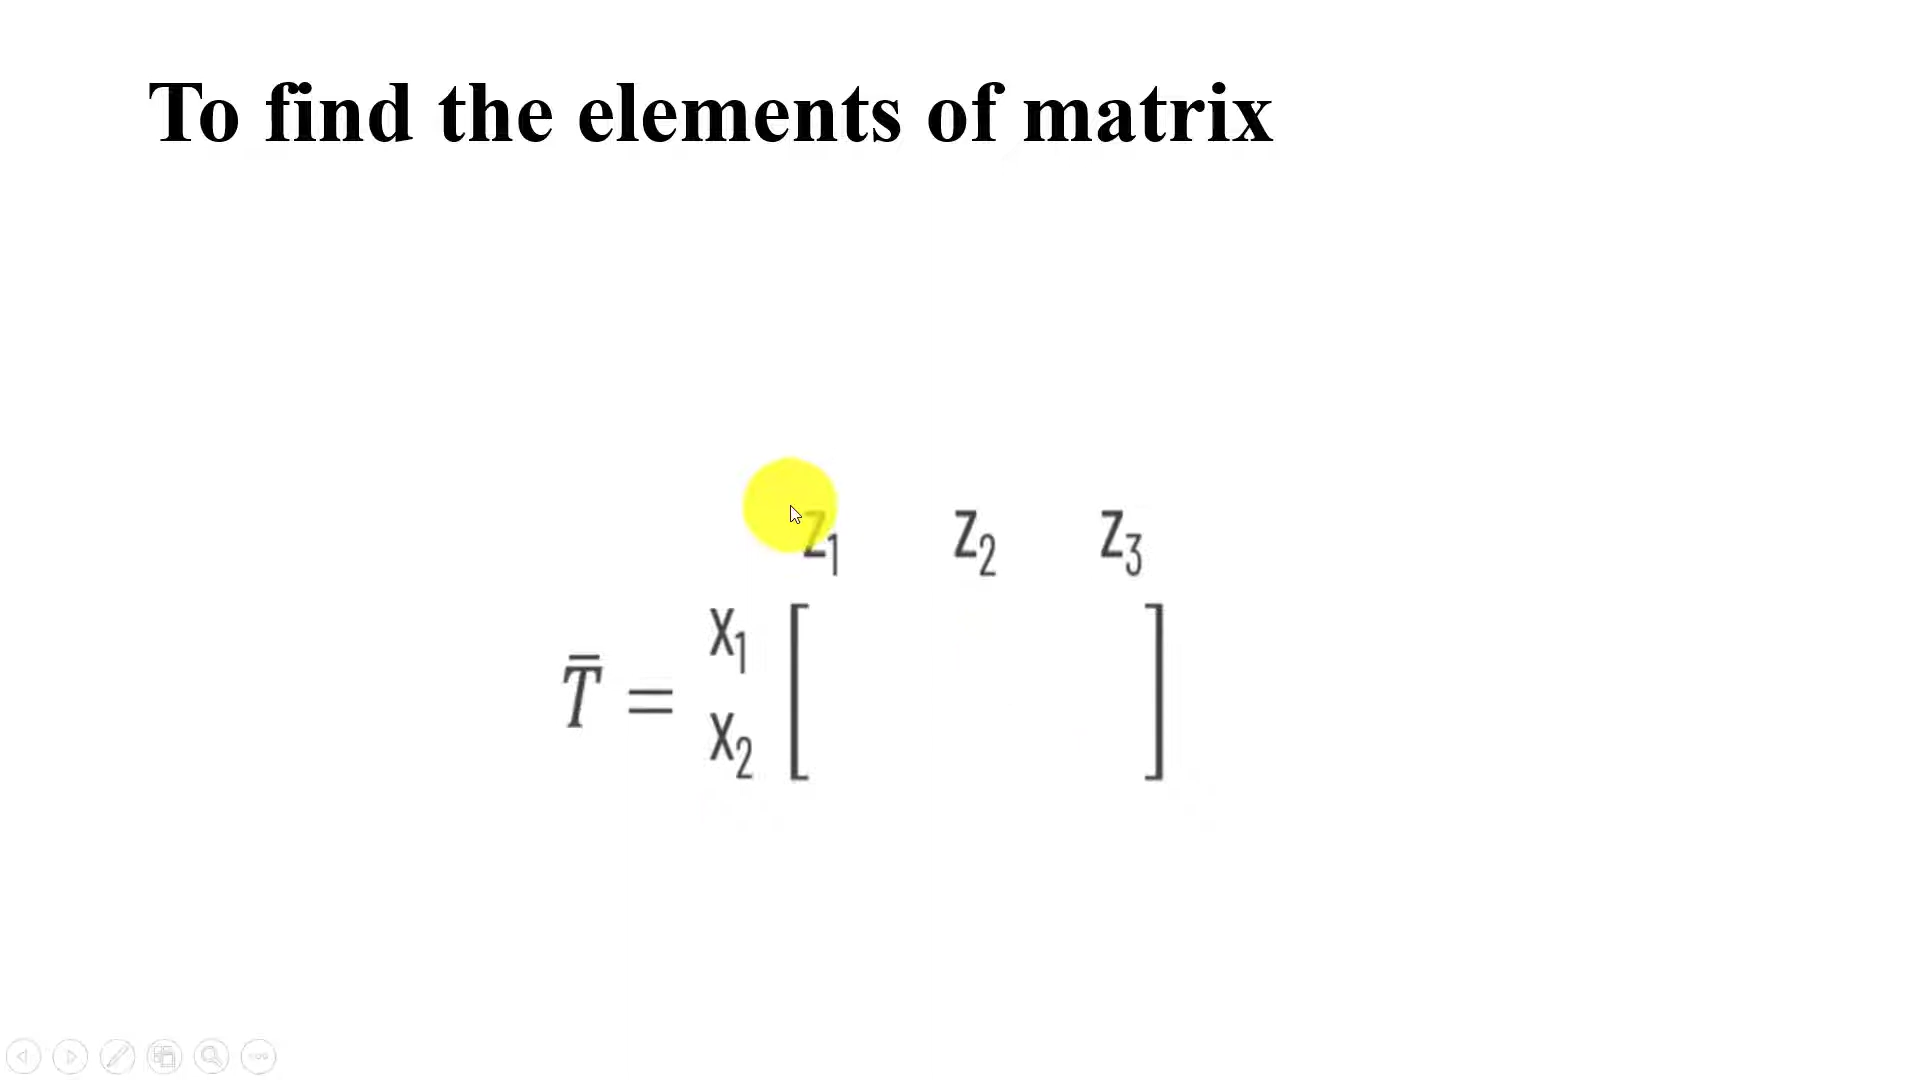 To find the elements of matrix
z₁ z₂ z₃
x₁
T̿ =
x₂